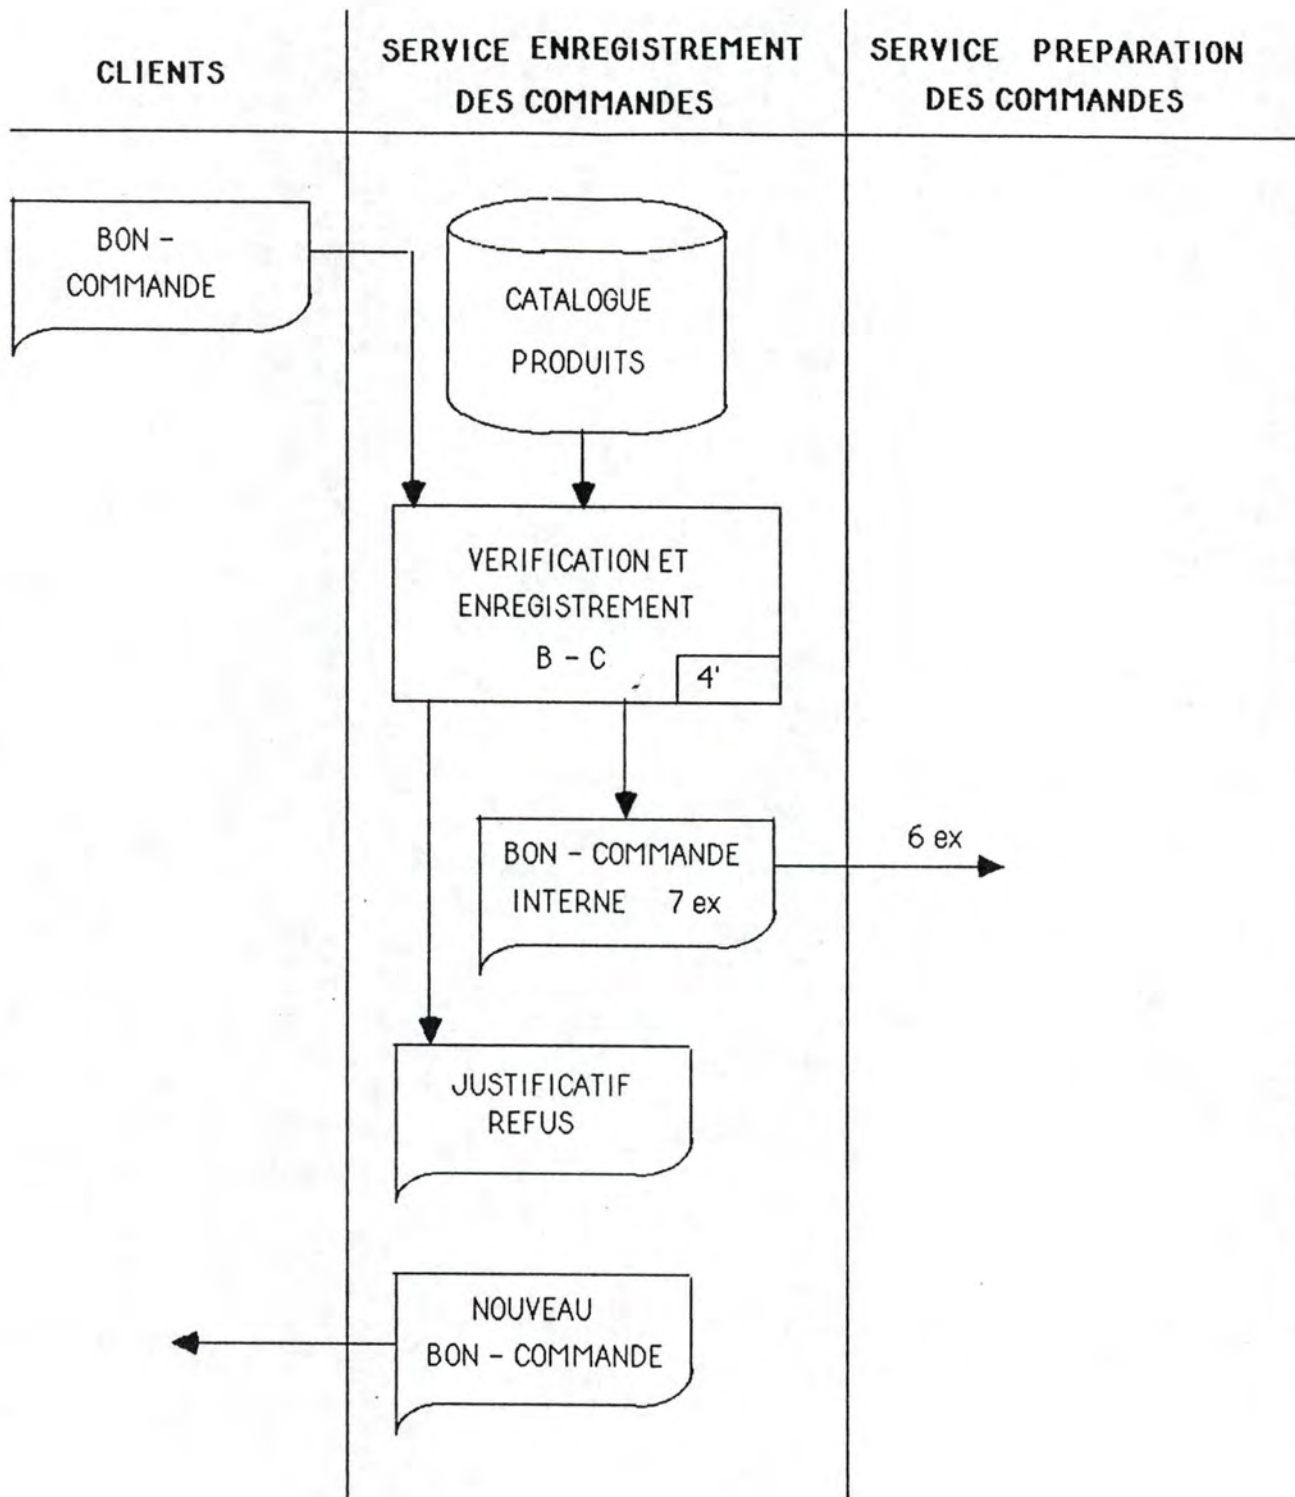 CLIENTS
SERVICE ENREGISTREMENT
DES COMMANDES
SERVICE PREPARATION
DES COMMANDES
BON -
COMMANDE
CATALOGUE
PRODUITS
VERIFICATION ET
ENREGISTREMENT
B - C
4'
BON - COMMANDE
INTERNE 7 ex
6 ex
JUSTIFICATIF
REFUS
NOUVEAU
BON - COMMANDE